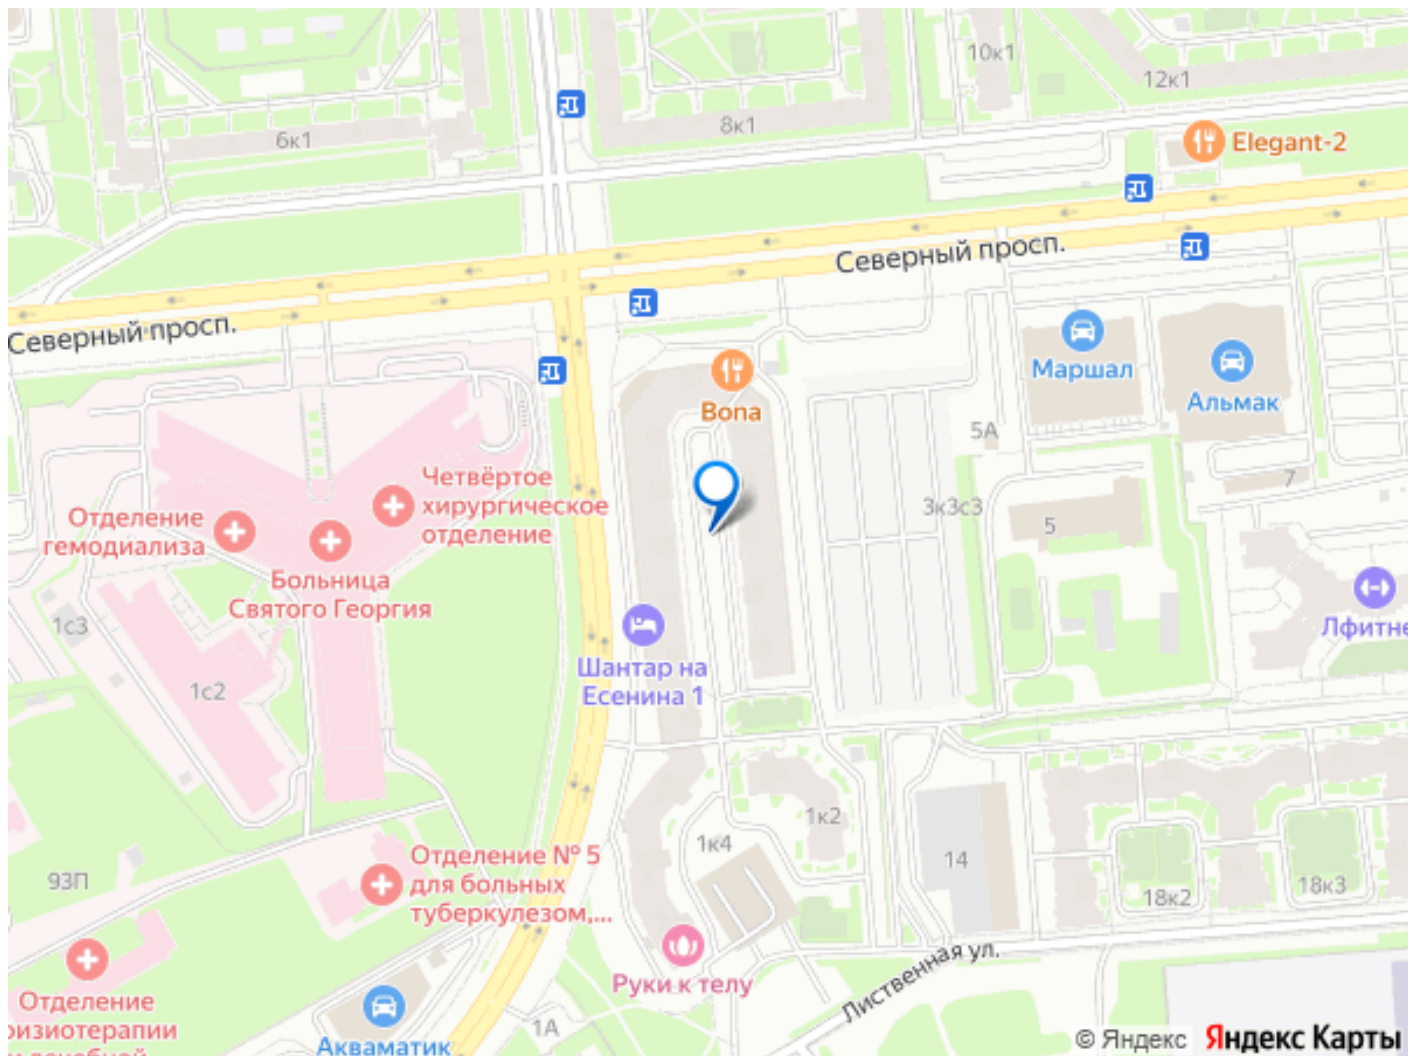 10к1
12к1
8к1
6к1
Elegant-2
Северный просп.
Северный просп.
Маршал
Альмак
Bona
5А
7
Четвёртое
хирургическое
отделение
Отделение
гемодиализа
3к3с3
5
Больница
Святого Георгия
1с3
Лфитне
Шантар на
Есенина 1
1с2
1к2
1к4
14
Отделение № 5
для больных
туберкулезом,...
93П
18к2
18к3
Руки к телу
Лиственная ул.
Отделение
физиотерапии
1А
Акваматик
© Яндекс Яндекс Карты